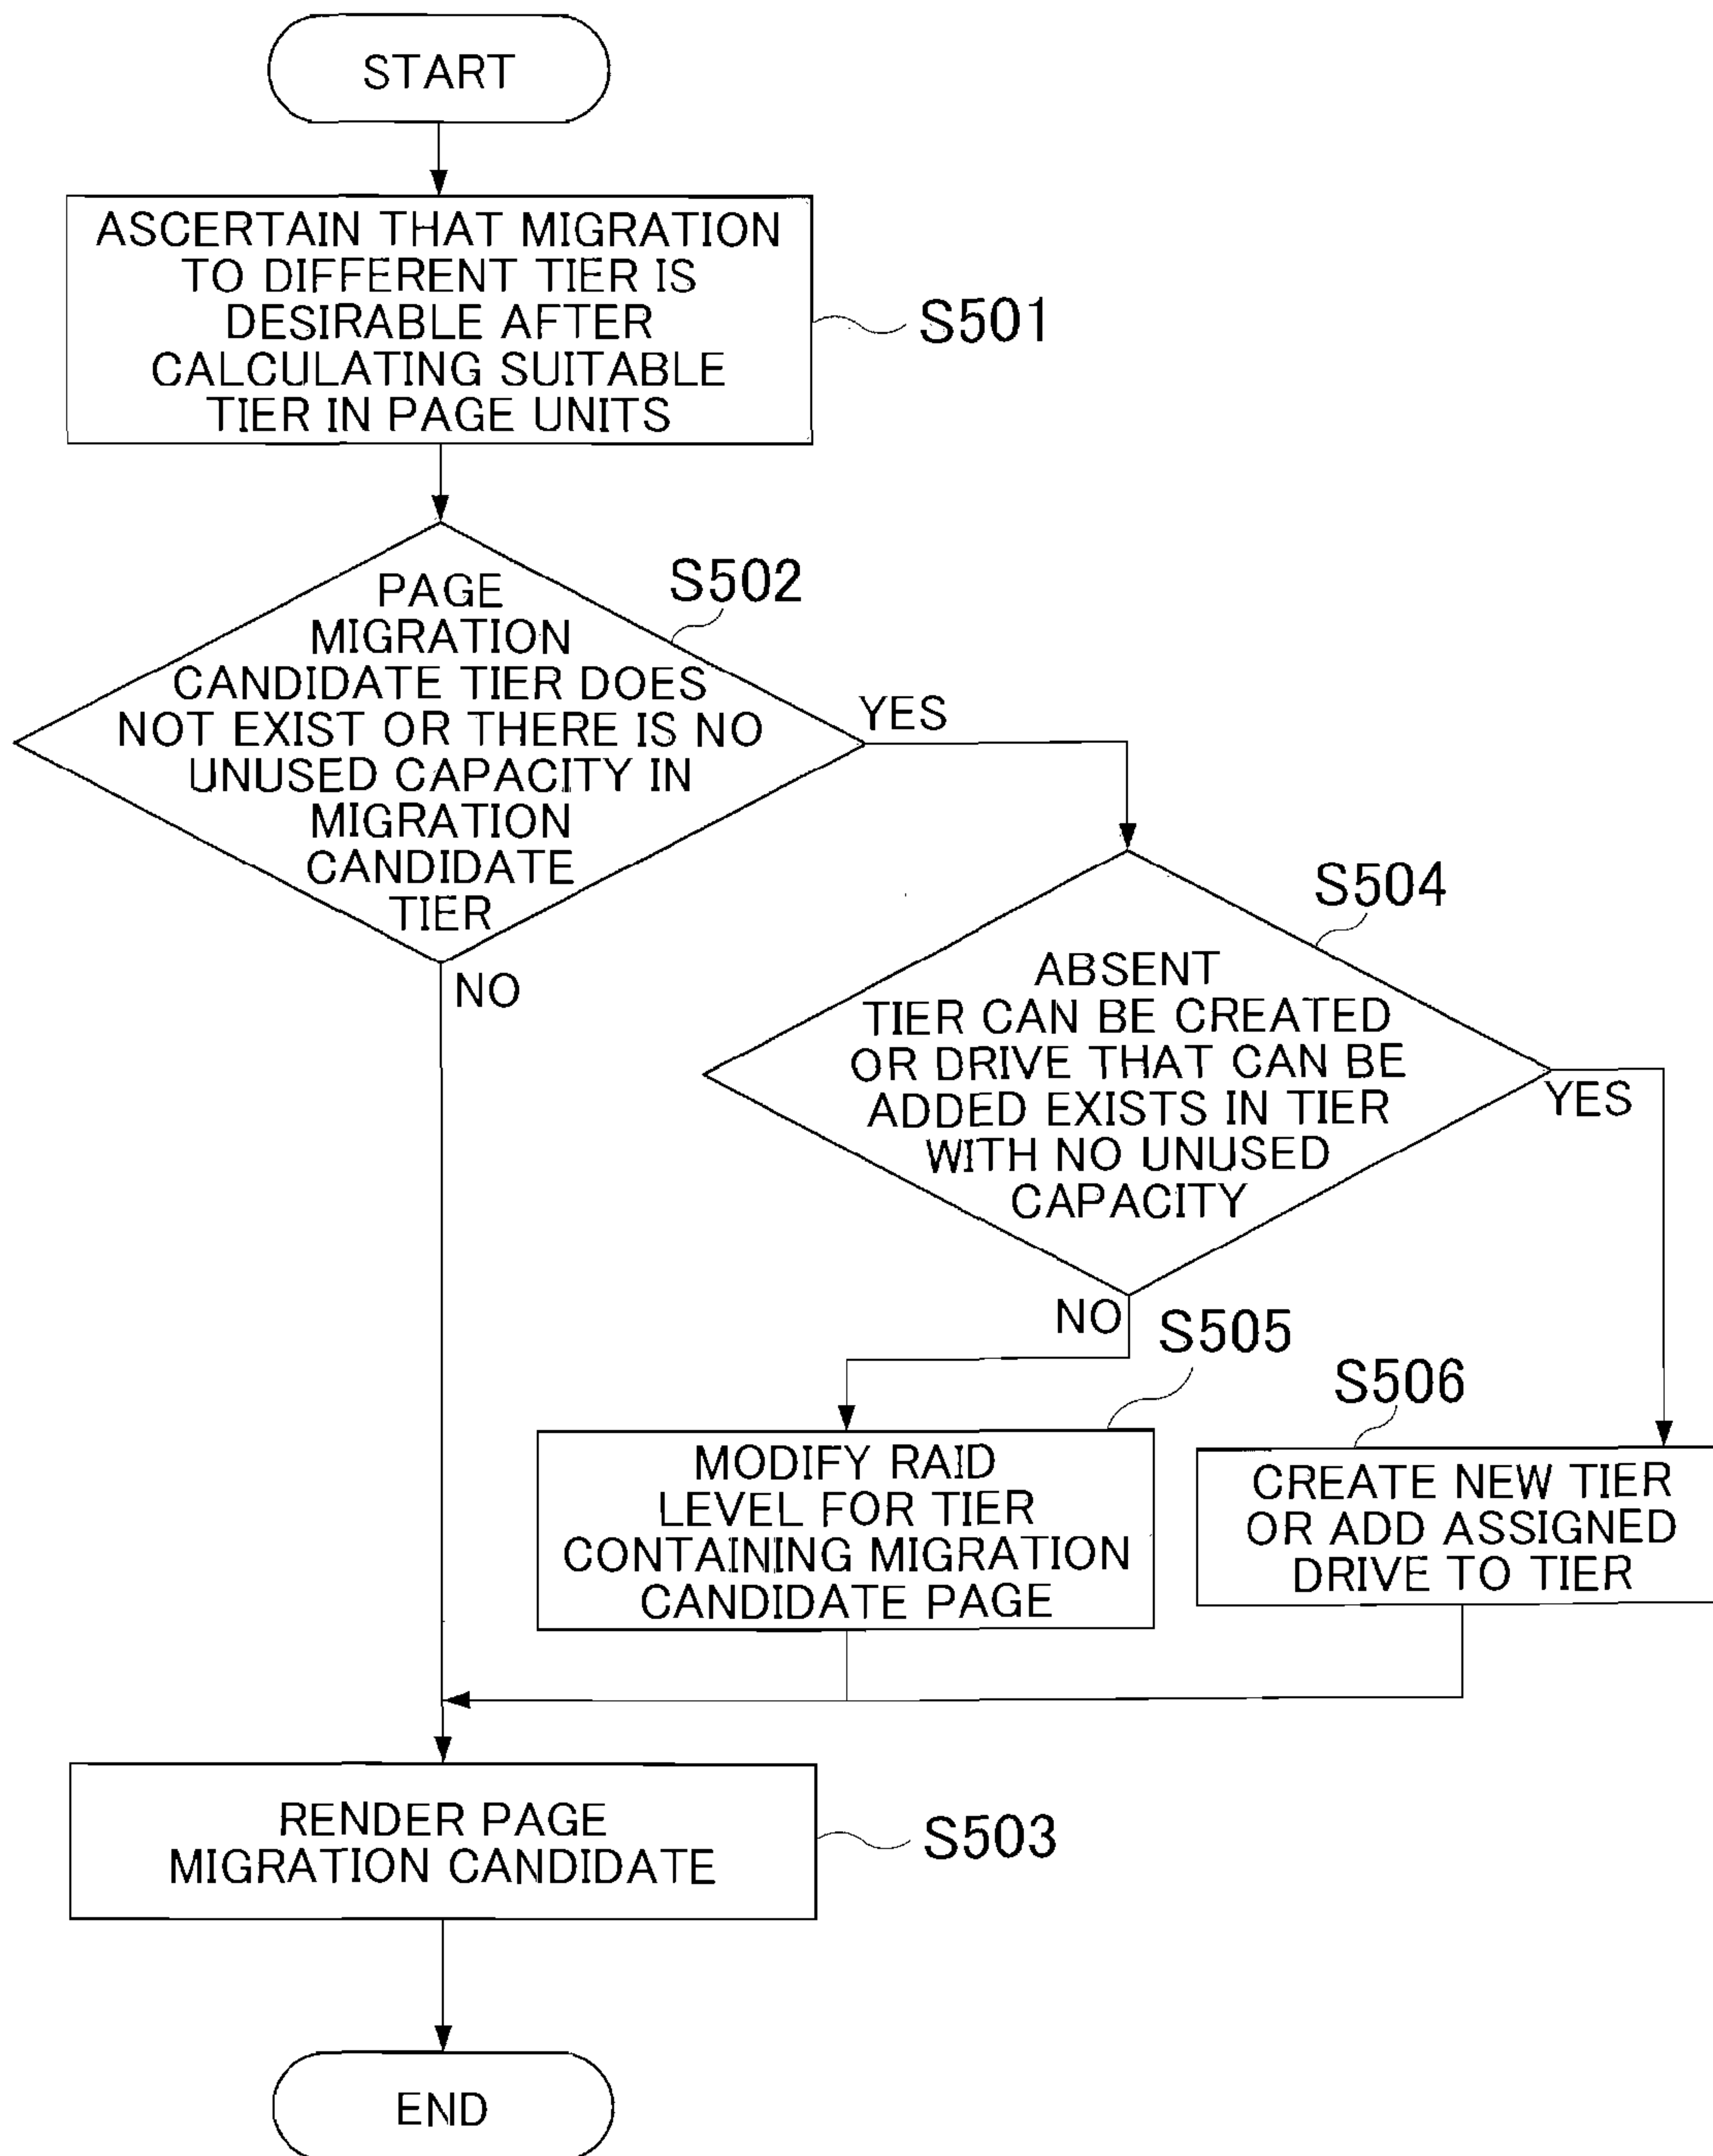 START
ASCERTAIN THAT MIGRATION
TO DIFFERENT TIER IS
DESIRABLE AFTER
CALCULATING SUITABLE
TIER IN PAGE UNITS
S501
PAGE
MIGRATION
CANDIDATE TIER DOES
NOT EXIST OR THERE IS NO
UNUSED CAPACITY IN
MIGRATION
CANDIDATE
TIER
S502
YES
NO
ABSENT
TIER CAN BE CREATED
OR DRIVE THAT CAN BE
ADDED EXISTS IN TIER
WITH NO UNUSED
CAPACITY
S504
YES
NO
S505
MODIFY RAID
LEVEL FOR TIER
CONTAINING MIGRATION
CANDIDATE PAGE
S506
CREATE NEW TIER
OR ADD ASSIGNED
DRIVE TO TIER
RENDER PAGE
MIGRATION CANDIDATE
S503
END